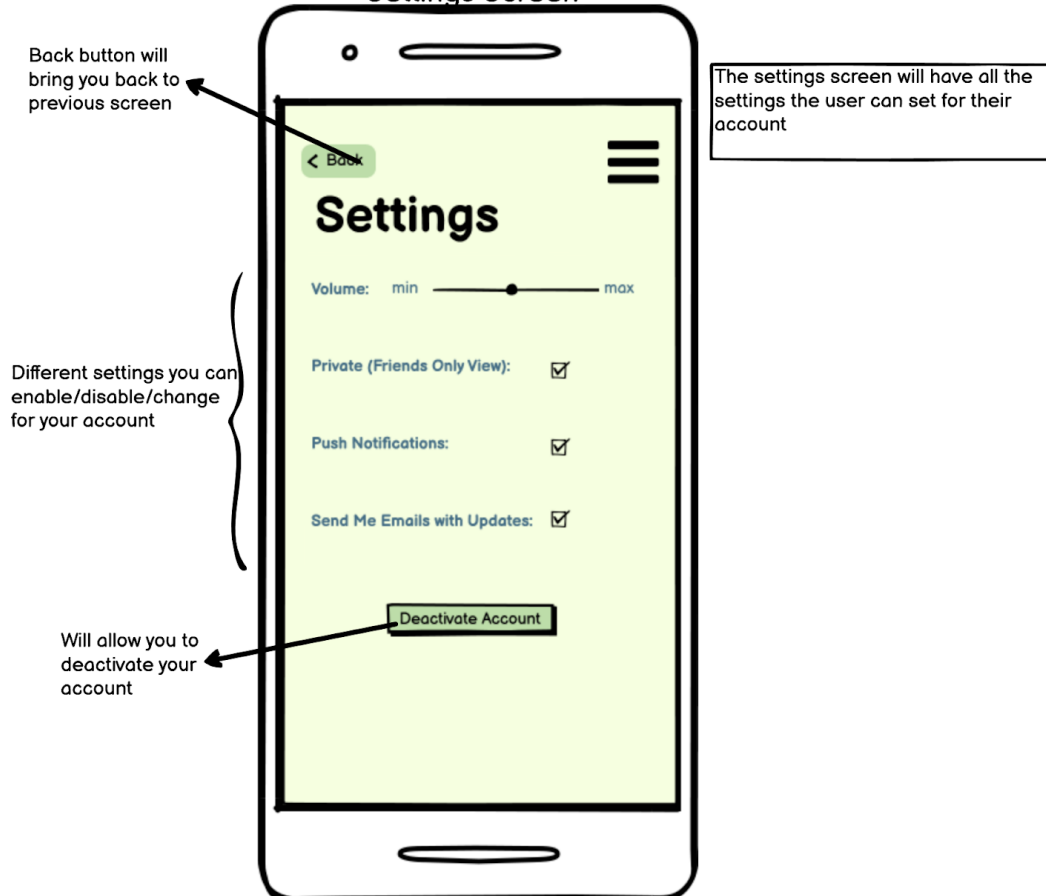 Settings Screen
Back button will
bring you back to
previous screen
The settings screen will have all the
settings the user can set for their
account
Back
Settings
Volume: min max
Different settings you can
enable/disable/change
for your account
Private (Friends Only View):
Push Notifications:
Send Me Emails with Updates:
Deactivate Account
Will allow you to
deactivate your
account